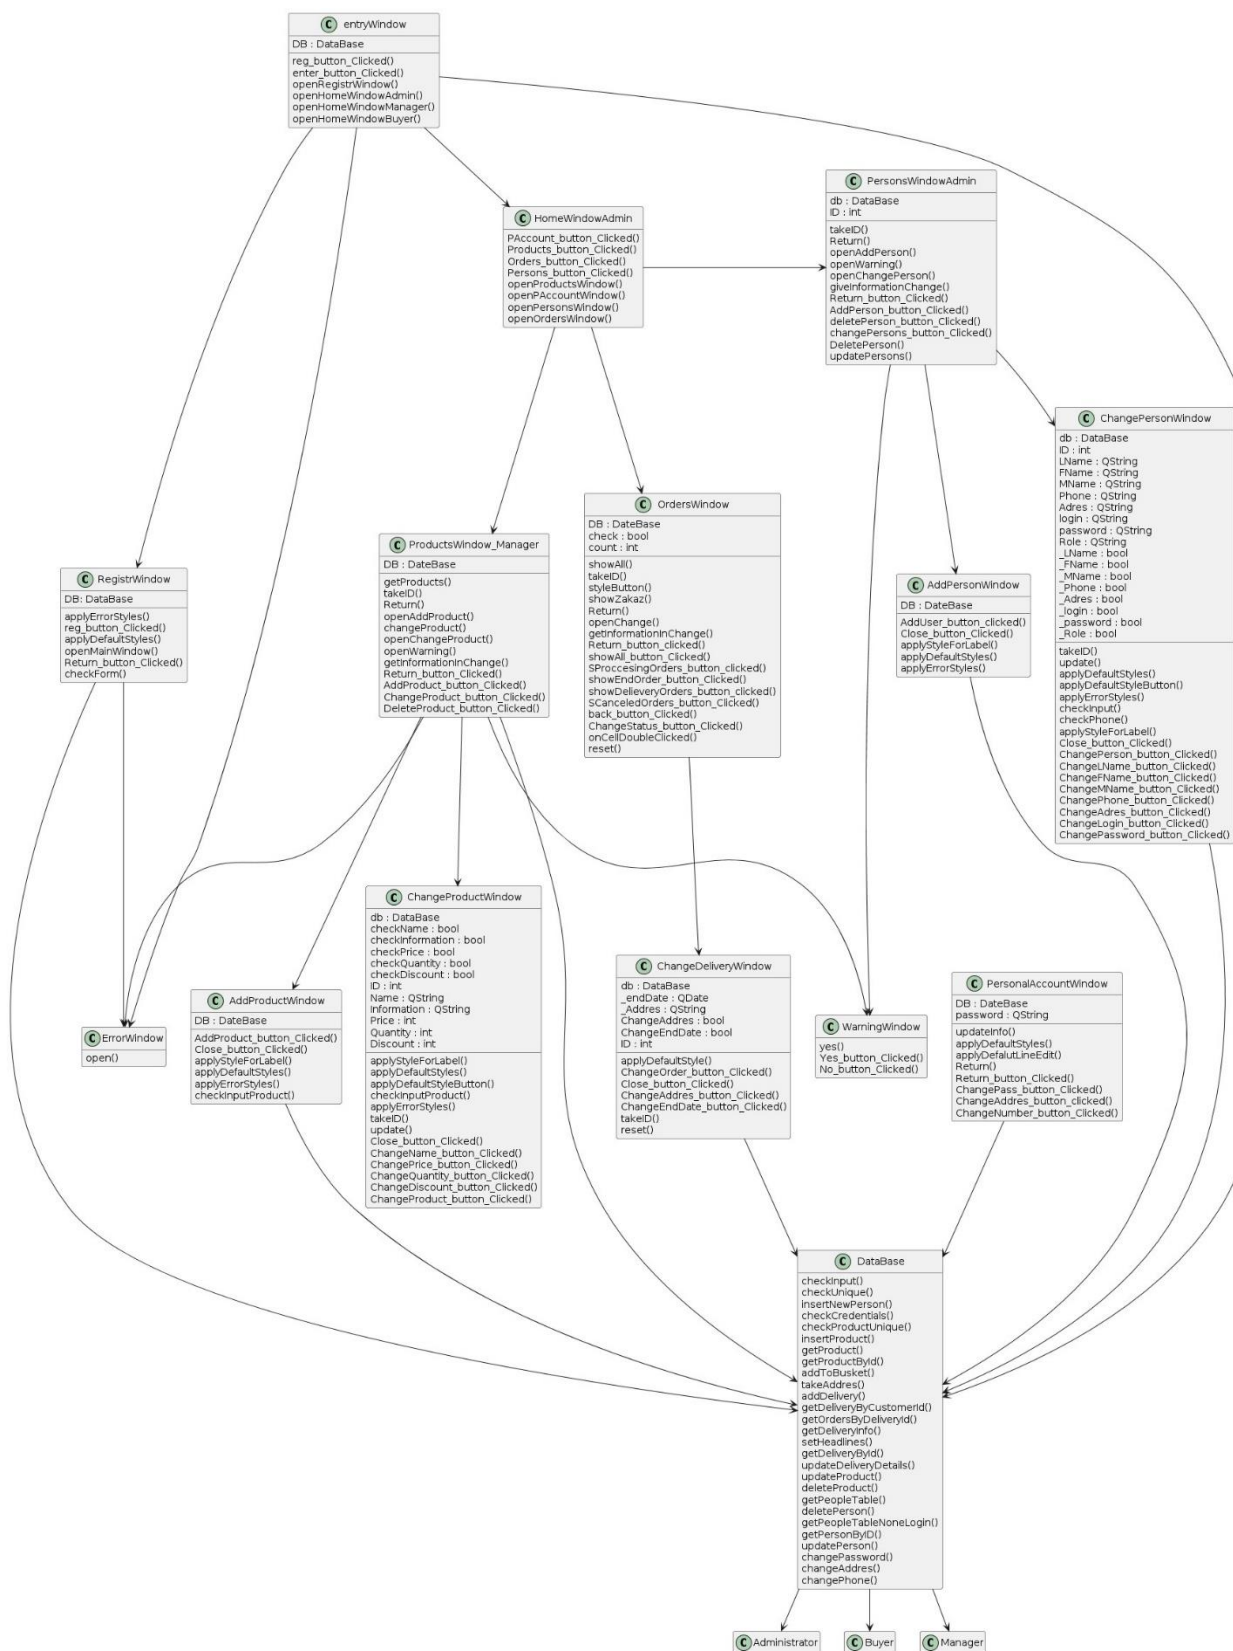 C entryWindow
DB : DataBase
reg_button_Clicked()
enter_button_Clicked()
openRegistrWindow()
openHomeWindowAdmin()
openHomeWindowManager()
openHomeWindowBuyer()
C PersonsWindowAdmin
db : DataBase
ID : int
takeID()
Return()
openAddPerson()
openWarning()
openChangePerson()
giveInformationChange()
Return_button_Clicked()
AddPerson_button_Clicked()
deletePerson_button_Clicked()
changePersons_button_Clicked()
DeletePerson()
updatePersons()
C HomeWindowAdmin
PAccount_button_Clicked()
Products_button_Clicked()
Orders_button_Clicked()
Persons_button_Clicked()
openProductsWindow()
openPAccountWindow()
openPersonsWindow()
openOrdersWindow()
C ChangePersonWindow
db : DataBase
ID : int
LName : QString
FName : QString
MName : QString
Phone : QString
Adres : QString
login : QString
password : QString
Role : QString
_LName : bool
_FName : bool
_MName : bool
_Phone : bool
_Adres : bool
_login : bool
_password : bool
_Role : bool
takeID()
update()
applyDefaultStyles()
applyDefaultStyleButton()
applyErrorStyles()
checkInput()
checkPhone()
applyStyleForLabel()
Close_button_Clicked()
ChangePerson_button_Clicked()
ChangeLName_button_Clicked()
ChangeFName_button_Clicked()
ChangeMName_button_Clicked()
ChangePhone_button_Clicked()
ChangeAdres_button_Clicked()
ChangeLogin_button_Clicked()
ChangePassword_button_Clicked()
C OrdersWindow
DB : DateBase
check : bool
count : int
showAll()
takeID()
styleButton()
showZakaz()
Return()
openChange()
getInformationInChange()
Return_button_clicked()
showAll_button_Clicked()
SProccesingOrders_button_clicked()
showEndOrder_button_Clicked()
showDelieveryOrders_button_clicked()
SCanceledOrders_button_Clicked()
back_button_Clicked()
ChangeStatus_button_Clicked()
onCellDoubleClicked()
reset()
C ProductsWindow_Manager
DB : DateBase
getProducts()
takeID()
Return()
openAddProduct()
changeProduct()
openChangeProduct()
openWarning()
getInformationInChange()
Return_button_Clicked()
AddProduct_button_Clicked()
ChangeProduct_button_Clicked()
DeleteProduct_button_Clicked()
C RegistrWindow
DB: DataBase
applyErrorStyles()
reg_button_Clicked()
applyDefaultStyles()
openMainWindow()
Return_button_Clicked()
checkForm()
C AddPersonWindow
DB : DateBase
AddUser_button_clicked()
Close_button_Clicked()
applyStyleForLabel()
applyDefaultStyles()
applyErrorStyles()
C ChangeProductWindow
db : DataBase
checkName : bool
checkInformation : bool
checkPrice : bool
checkQuantity : bool
checkDiscount : bool
ID : int
Name : QString
Information : QString
Price : int
Quantity : int
Discount : int
applyStyleForLabel()
applyDefaultStyles()
applyDefaultStyleButton()
checkInputProduct()
applyErrorStyles()
takeID()
update()
Close_button_Clicked()
ChangeName_button_Clicked()
ChangePrice_button_Clicked()
ChangeQuantity_button_Clicked()
ChangeDiscount_button_Clicked()
ChangeProduct_button_Clicked()
C ChangeDeliveryWindow
db : DataBase
_endDate : QDate
_Addres : QString
ChangeAddres : bool
ChangeEndDate : bool
ID : int
applyDefaultStyle()
ChangeOrder_button_Clicked()
Close_button_Clicked()
ChangeAddres_button_Clicked()
ChangeEndDate_button_Clicked()
takeID()
reset()
C PersonalAccountWindow
DB : DateBase
password : QString
updateInfo()
applyDefaultStyles()
applyDefalutLineEdit()
Return()
Return_button_Clicked()
ChangePass_button_Clicked()
ChangeAddres_button_clicked()
ChangeNumber_button_Clicked()
C AddProductWindow
DB : DateBase
AddProduct_button_Clicked()
Close_button_Clicked()
applyStyleForLabel()
applyDefaultStyles()
applyErrorStyles()
checkInputProduct()
C ErrorWindow
open()
C WarningWindow
yes()
Yes_button_Clicked()
No_button_Clicked()
C DataBase
checkInput()
checkUnique()
insertNewPerson()
checkCredentials()
checkProductUnique()
insertProduct()
getProduct()
getProductById()
addToBusket()
takeAddres()
addDelivery()
getDeliveryByCustomerId()
getOrdersByDeliveryId()
getDeliveryInfo()
setHeadlines()
getDeliveryById()
updateDeliveryDetails()
updateProduct()
deleteProduct()
getPeopleTable()
deletePerson()
getPeopleTableNoneLogin()
getPersonByID()
updatePerson()
changePassword()
changeAddres()
changePhone()
C Administrator
C Buyer
C Manager